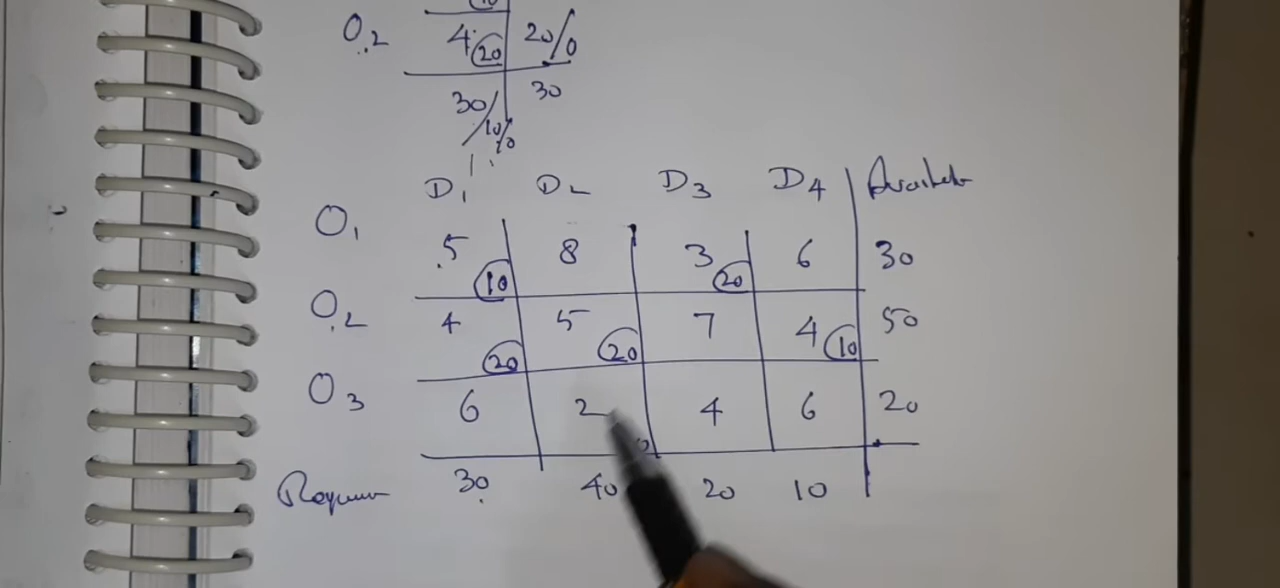 (10)
O2 4 (20) 20/0
30/10/0 30
D1 D2 D3 D4
O1 5 (10) 8 3 (20) 6 30
O2 4 (20) 5 (20) 7 4 (10) 50
O3 6 2 4 6 20
30 40 20 10